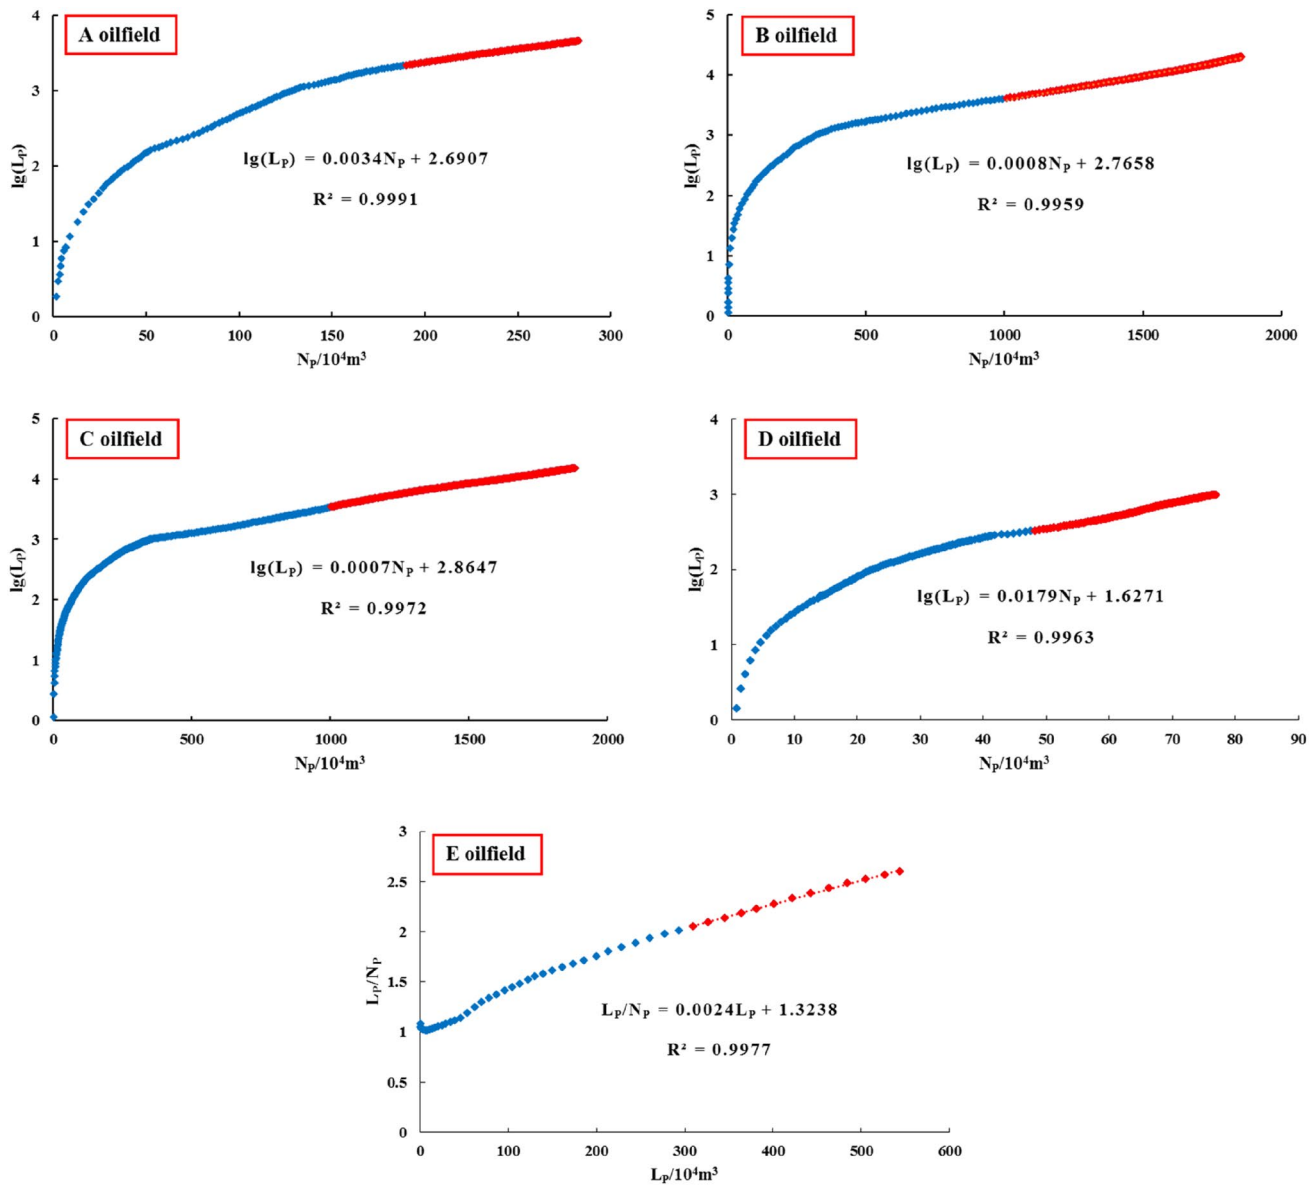 A oilfield
4
3
2
1
0
lg(Lₚ)
lg(Lₚ) = 0.0034Nₚ + 2.6907
R² = 0.9991
0 50 100 150 200 250 300
Nₚ/10⁴m³
B oilfield
5
4
3
2
1
0
lg(Lₚ)
lg(Lₚ) = 0.0008Nₚ + 2.7658
R² = 0.9959
0 500 1000 1500 2000
Nₚ/10⁴m³
C oilfield
5
4
3
2
1
0
lg(Lₚ)
lg(Lₚ) = 0.0007Nₚ + 2.8647
R² = 0.9972
0 500 1000 1500 2000
Nₚ/10⁴m³
D oilfield
4
3
2
1
0
lg(Lₚ)
lg(Lₚ) = 0.0179Nₚ + 1.6271
R² = 0.9963
0 10 20 30 40 50 60 70 80 90
Nₚ/10⁴m³
E oilfield
3
2.5
2
1.5
1
0.5
0
Lₚ/Nₚ
Lₚ/Nₚ = 0.0024Lₚ + 1.3238
R² = 0.9977
0 100 200 300 400 500 600
Lₚ/10⁴m³